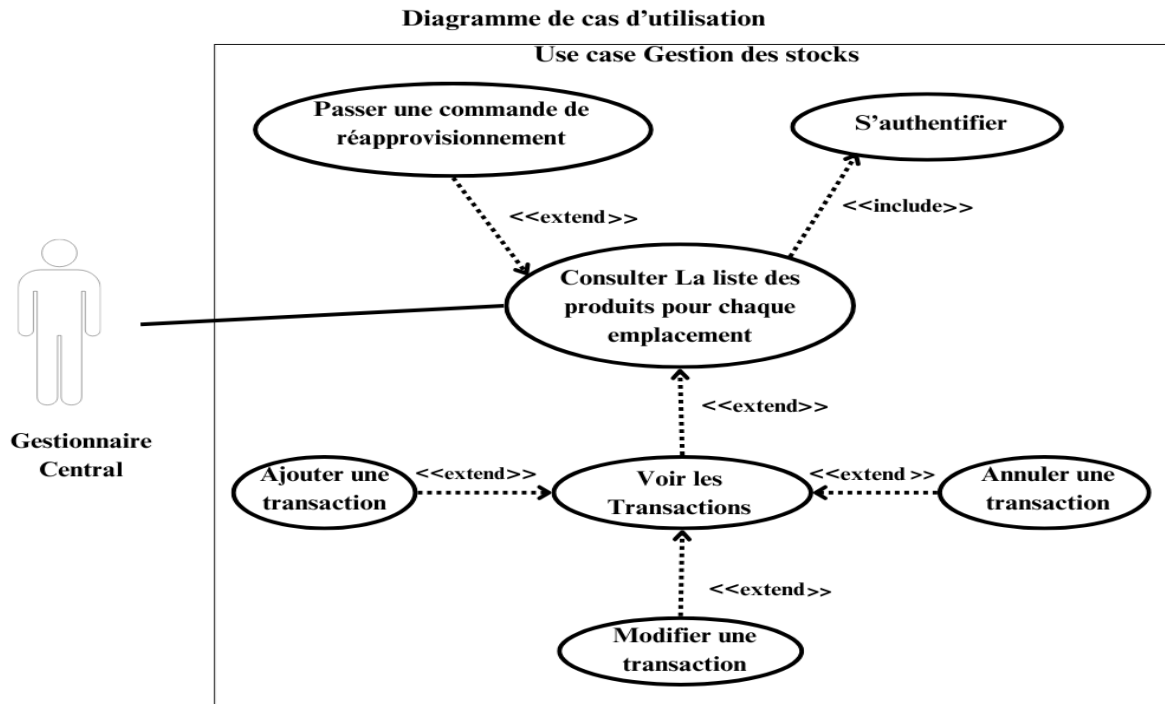 Diagramme de cas d'utilisation
Use case Gestion des stocks
Passer une commande de
réapprovisionnement
S'authentifier
<<extend>>
<<include>>
Consulter La liste des
produits pour chaque
emplacement
<<extend>>
Gestionnaire
Central
Ajouter une
transaction
<<extend>>
Voir les
Transactions
<<extend >>
Annuler une
transaction
<<extend>>
Modifier une
transaction